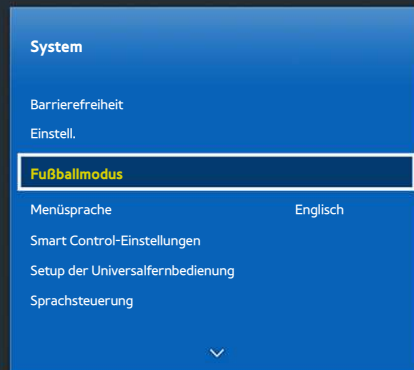 System
Barrierefreiheit
Einstell.
Fußballmodus
Menüsprache Englisch
Smart Control-Einstellungen
Setup der Universalfernbedienung
Sprachsteuerung